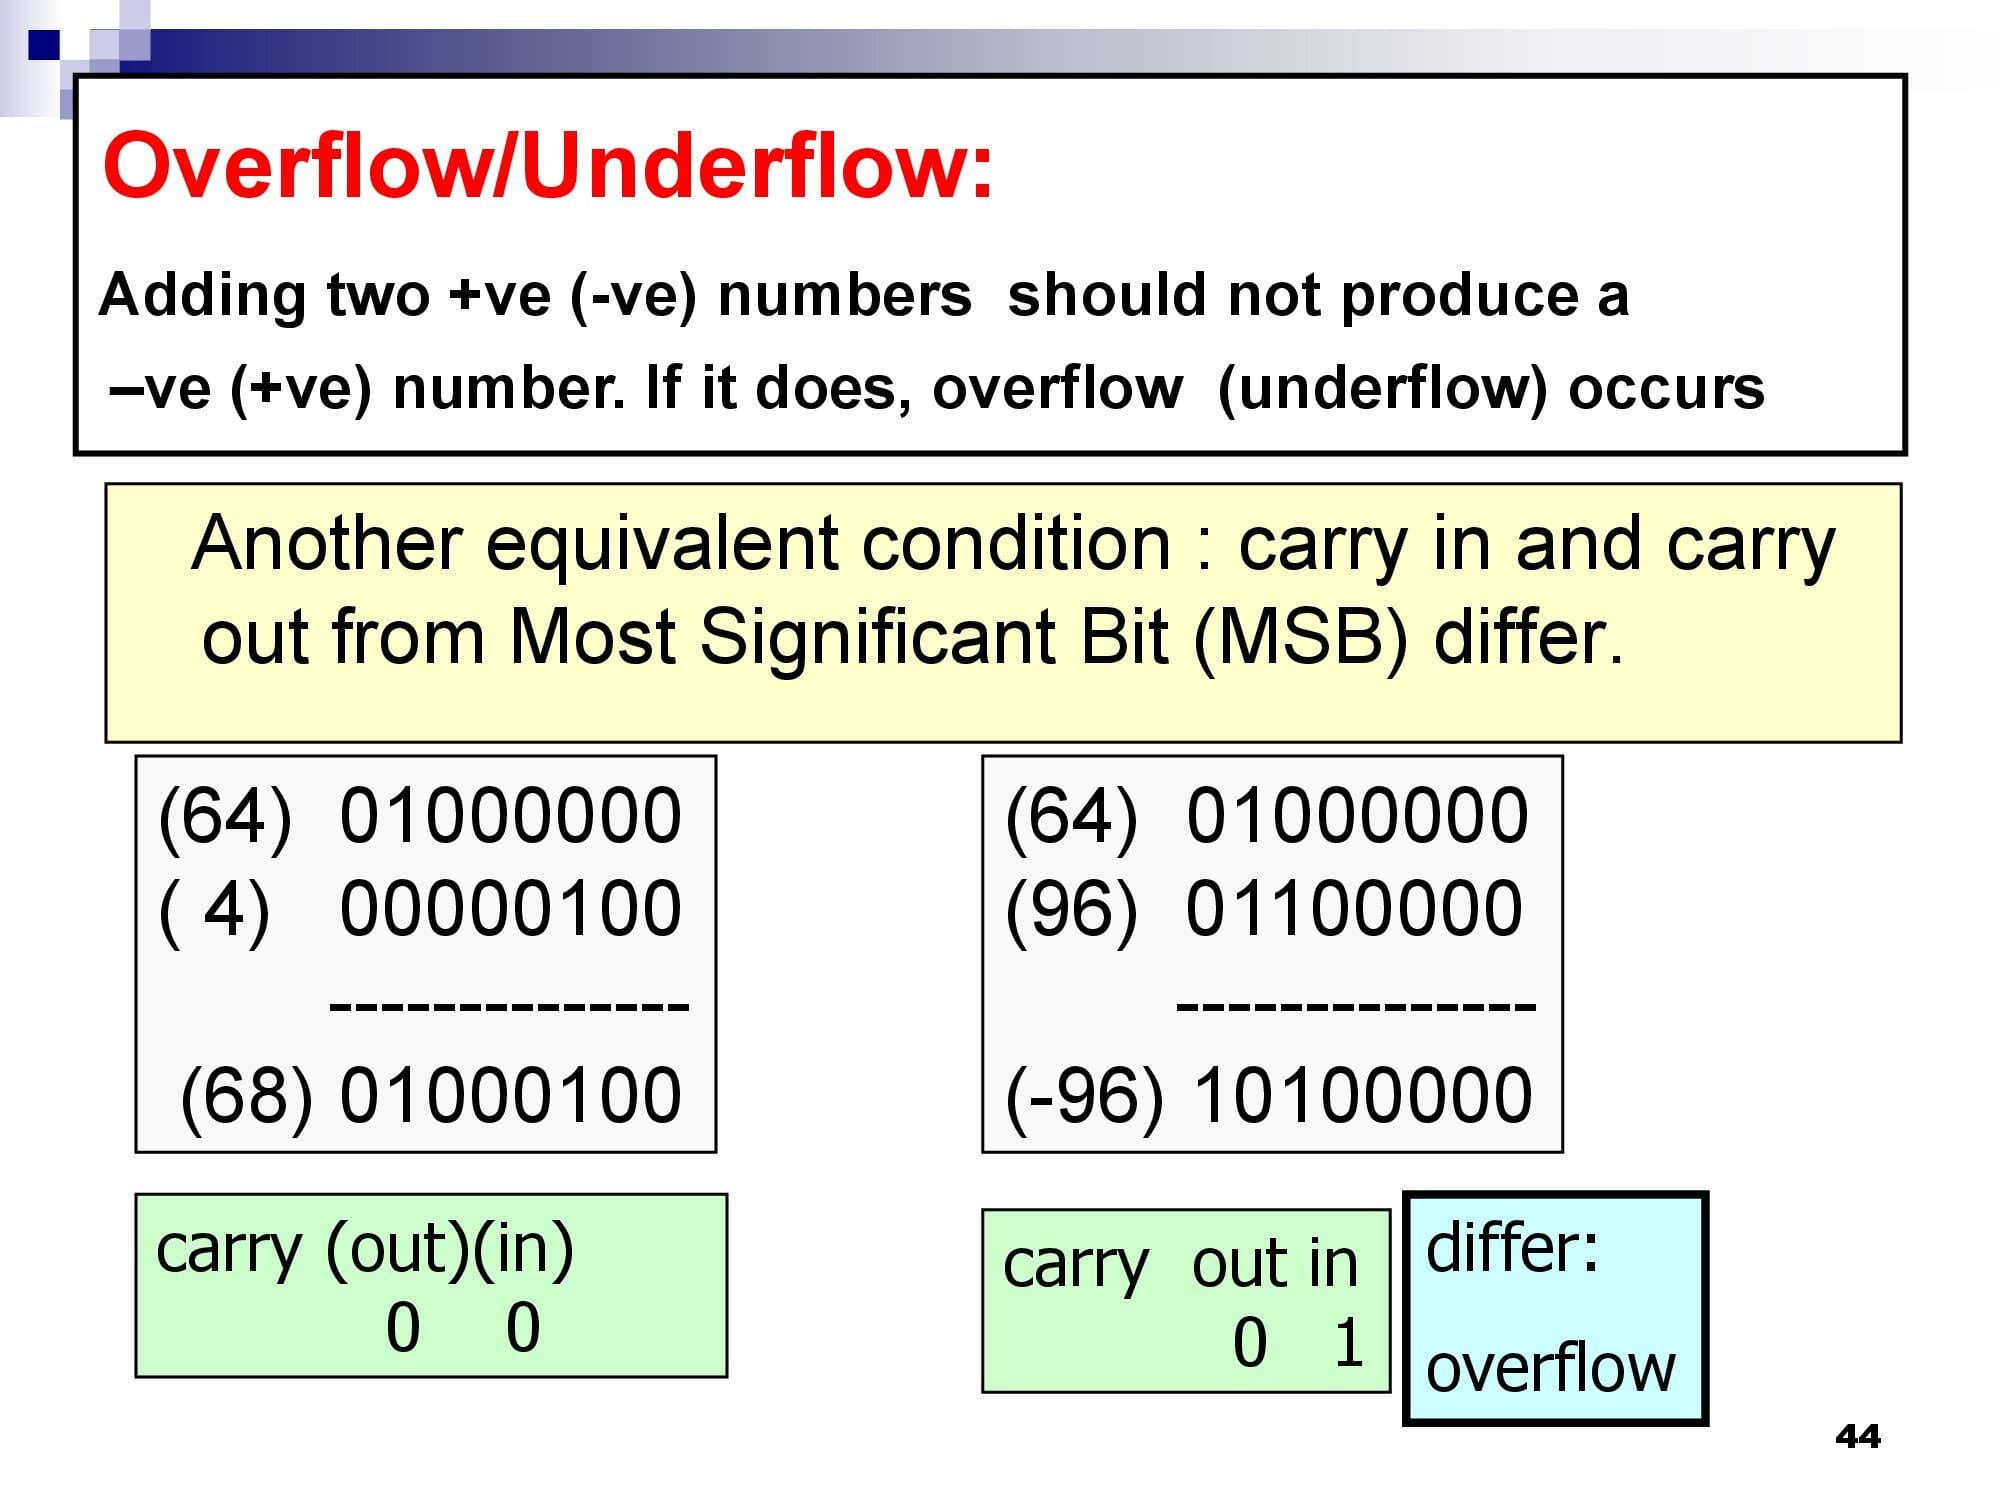 Overflow/Underflow:
Adding two +ve (-ve) numbers  should not produce a
–ve (+ve) number. If it does, overflow  (underflow) occurs
Another equivalent condition : carry in and carry
out from Most Significant Bit (MSB) differ.
(64)  01000000
( 4)   00000100
--------------
(68) 01000100
(64)  01000000
(96)  01100000
--------------
(-96) 10100000
carry (out)(in)
0    0
carry  out in
0   1
differ:
overflow
44